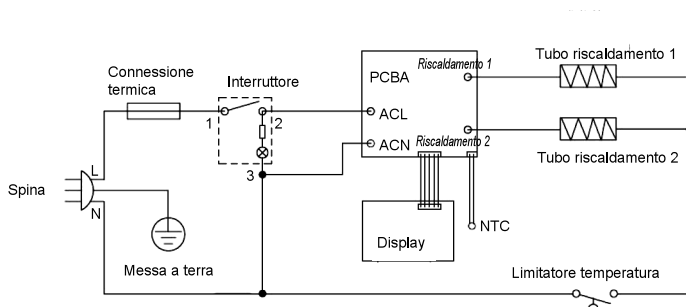 Connessione
termica
Interruttore
Riscaldamento 1
PCBA
Tubo riscaldamento 1
1
2
ACL
ACN
Riscaldamento 2
Tubo riscaldamento 2
3
L
Spina
N
NTC
Display
Messa a terra
Limitatore temperatura